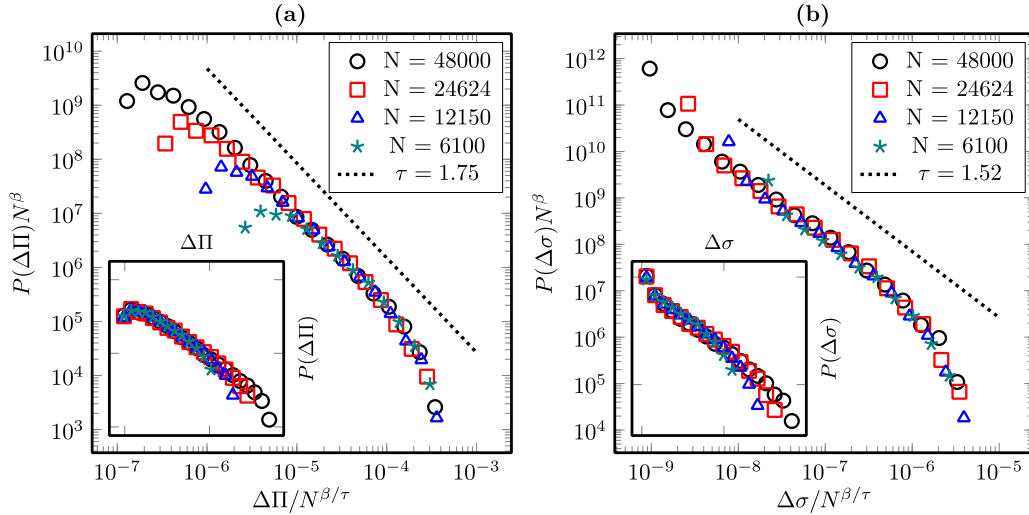 (a)
10^10
10^9
10^8
10^7
10^6
10^5
10^4
10^3
P(ΔΠ)N^β
N = 48000
N = 24624
N = 12150
N = 6100
τ = 1.75
ΔΠ
P(ΔΠ)
10^-7
10^-6
10^-5
10^-4
10^-3
ΔΠ/N^β/τ
(b)
10^12
10^11
10^10
10^9
10^8
10^7
10^6
10^5
10^4
P(Δσ)N^β
N = 48000
N = 24624
N = 12150
N = 6100
τ = 1.52
Δσ
P(Δσ)
10^-9
10^-8
10^-7
10^-6
10^-5
Δσ/N^β/τ